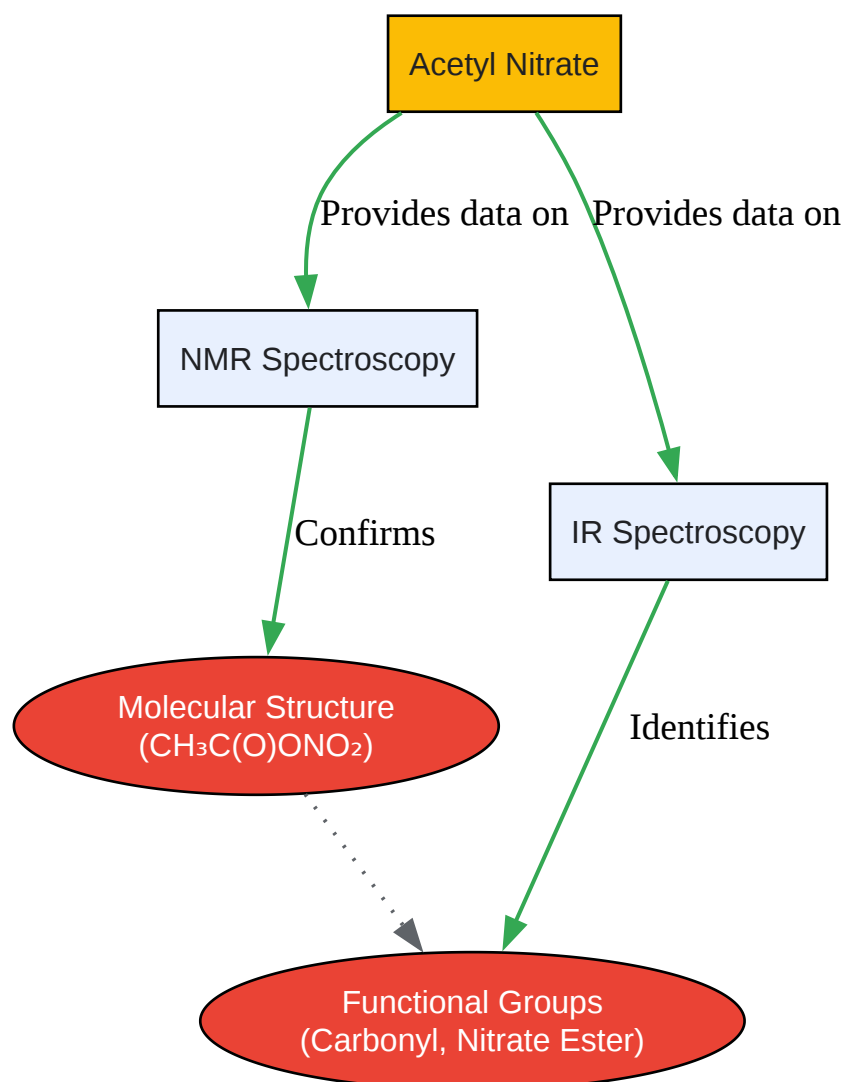 Acetyl Nitrate
Provides data on
Provides data on
NMR Spectroscopy
IR Spectroscopy
Confirms
Molecular Structure
(CH₃C(O)ONO₂)
Identifies
Functional Groups
(Carbonyl, Nitrate Ester)